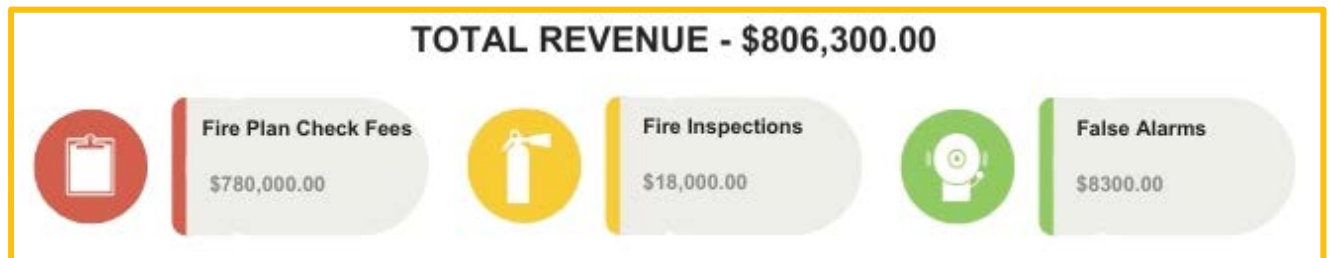 TOTAL REVENUE - $806,300.00
Fire Plan Check Fees
$780,000.00
Fire Inspections
$18,000.00
False Alarms
$8300.00